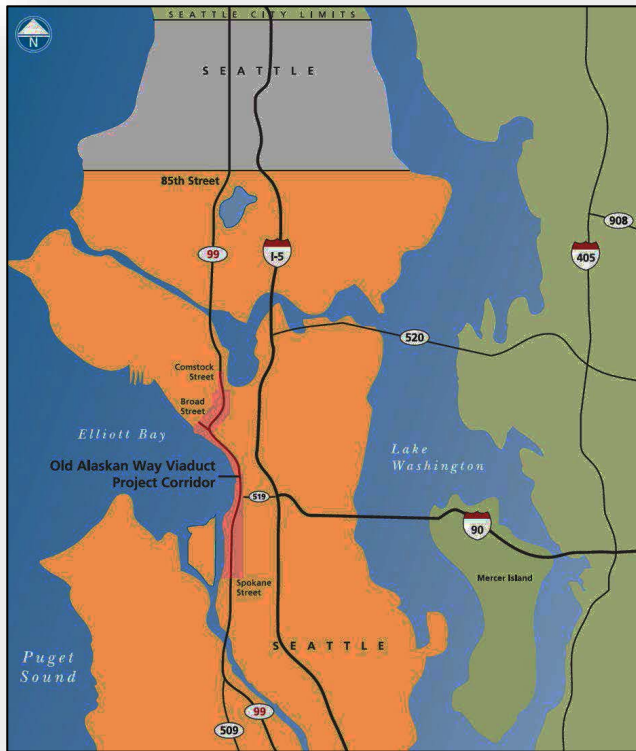 SEATTLE CITY LIMITS
N
SEATTLE
85th Street
908
99
I-5
405
520
Comstock
Street
Broad
Street
Elliott Bay
Lake
Washington
Old Alaskan Way Viaduct
Project Corridor
519
90
Mercer Island
Spokane
Street
SEATTLE
Puget
Sound
99
509